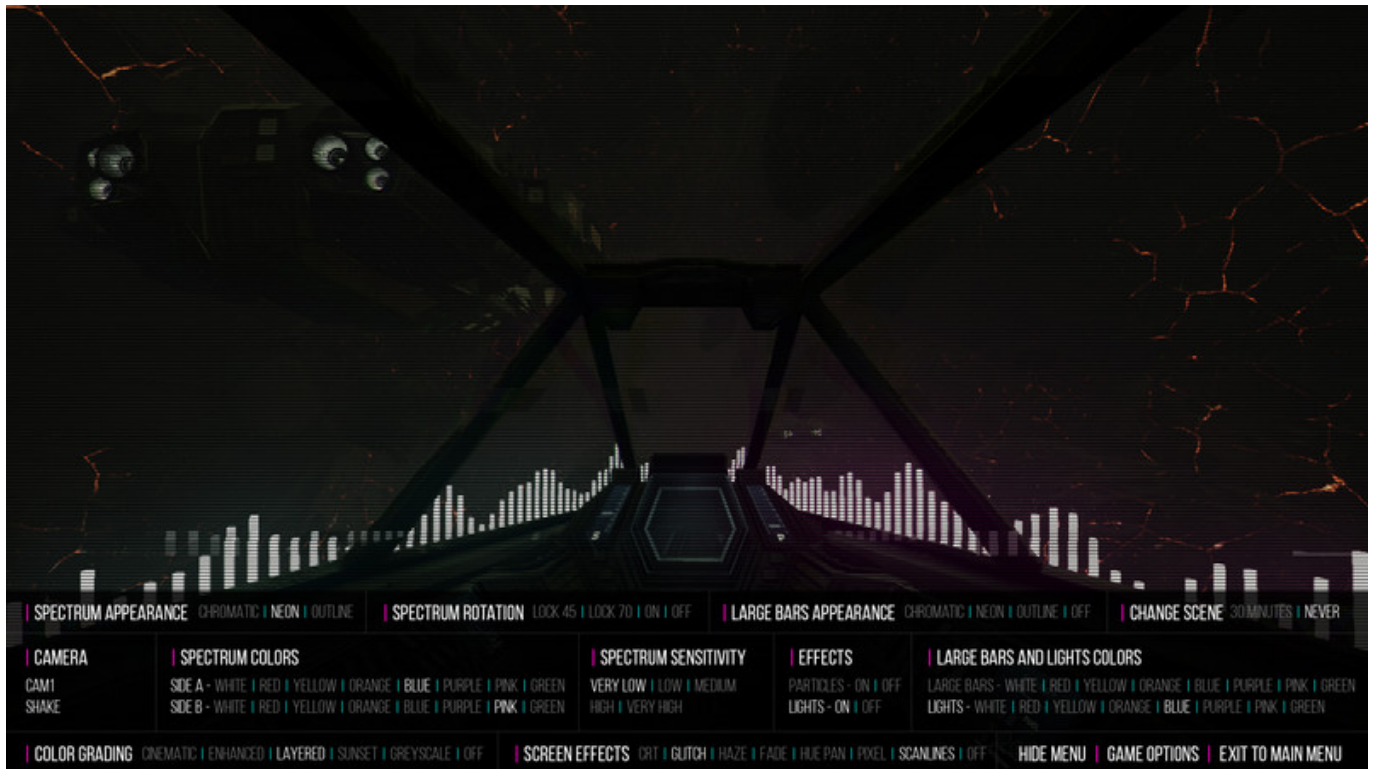 SPECTRUM APPEARANCE CHROMATIC | NEON | OUTLINE
SPECTRUM ROTATION LOCK 45 | LOCK 70 | ON | OFF
LARGE BARS APPEARANCE CHROMATIC | NEON | OUTLINE | OFF
CHANGE SCENE 30 MINUTES | NEVER
CAMERA
CAM1
SHAKE
SPECTRUM COLORS
SIDE A - WHITE | RED | YELLOW | ORANGE | BLUE | PURPLE | PINK | GREEN
SIDE B - WHITE | RED | YELLOW | ORANGE | BLUE | PURPLE | PINK | GREEN
SPECTRUM SENSITIVITY
VERY LOW | LOW | MEDIUM
HIGH | VERY HIGH
EFFECTS
PARTICLES - ON | OFF
LIGHTS - ON | OFF
LARGE BARS AND LIGHTS COLORS
LARGE BARS - WHITE | RED | YELLOW | ORANGE | BLUE | PURPLE | PINK | GREEN
LIGHTS - WHITE | RED | YELLOW | ORANGE | BLUE | PURPLE | PINK | GREEN
COLOR GRADING CINEMATIC | ENHANCED | LAYERED | SUNSET | GREYSCALE | OFF
SCREEN EFFECTS CRT | GLITCH | HAZE | FADE | HUE PAN | PIXEL | SCANLINES | OFF
HIDE MENU | GAME OPTIONS | EXIT TO MAIN MENU